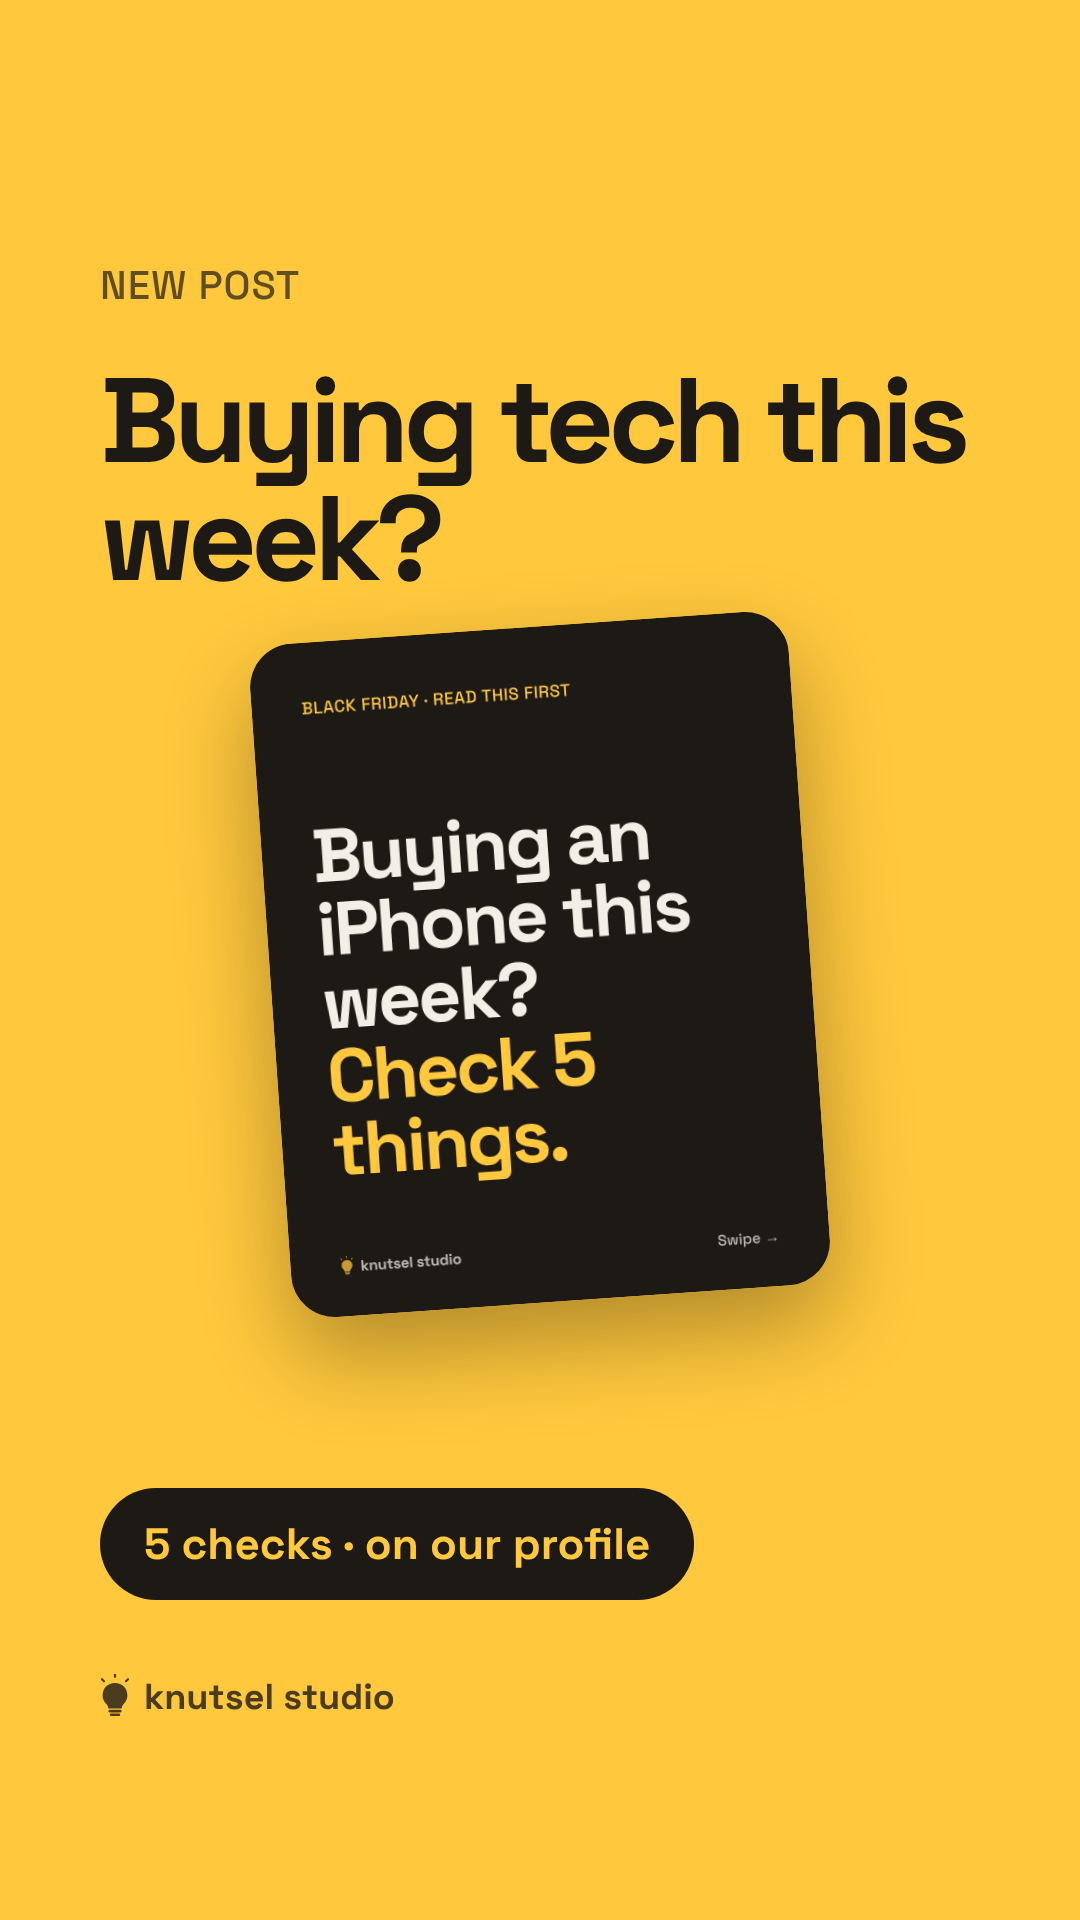 NEW POST
Buying tech this
week?
BLACK FRIDAY · READ THIS FIRST
Buying an
iPhone this
week?
Check 5
things.
knutsel studio
Swipe →
5 checks · on our profile
knutsel studio